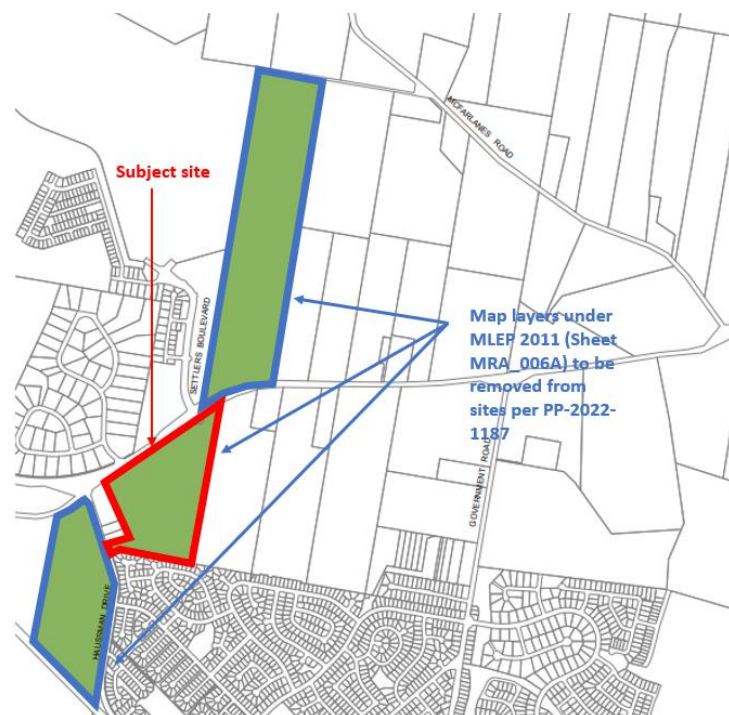 MCFARLANES ROAD
Subject site
SETTLERS BOULEVARD
Map layers under
MLEP 2011 (Sheet
MRA_006A) to be
removed from
sites per PP-2022-
1187
GOVERNMENT ROAD
HAUSSMAN DRIVE